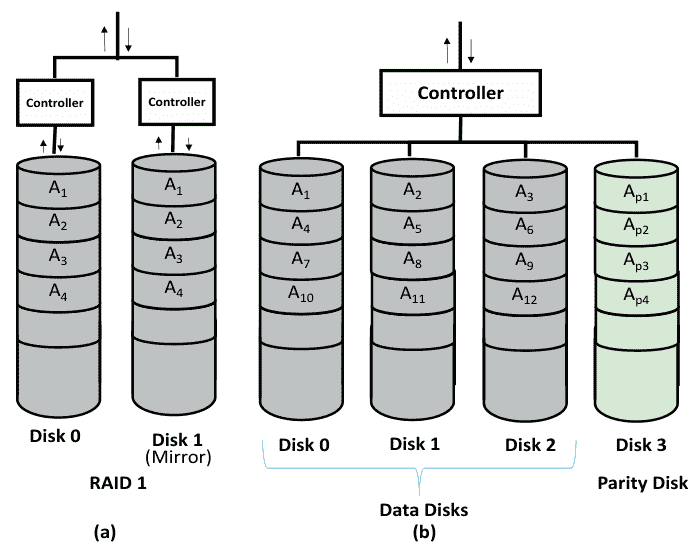 Controller
Controller
A1 A1
A2 A2
A3 A3
A4 A4
Disk 0
Disk 1
(Mirror)
RAID 1
(a)
Controller
A1 A2 A3 Ap1
A4 A5 A6 Ap2
A7 A8 A9 Ap3
A10 A11 A12 Ap4
Disk 0 Disk 1 Disk 2 Disk 3
Parity Disk
Data Disks
(b)